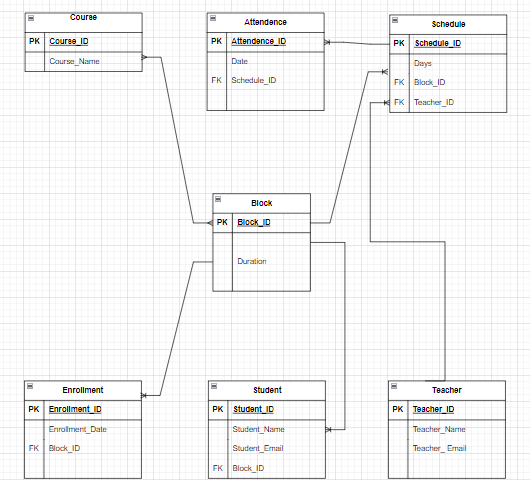 Course
PK Course_ID
Course_Name
Attendence
PK Attendence_ID
Date
FK Schedule_ID
Schedule
PK Schedule_ID
Days
FK Block_ID
FK Teacher_ID
Block
PK Block_ID
Duration
Enrollment
PK Enrollment_ID
Enrollment_Date
FK Block_ID
Student
PK Student_ID
Student_Name
Student_Email
FK Block_ID
Teacher
PK Teacher_ID
Teacher_Name
Teacher_ Email